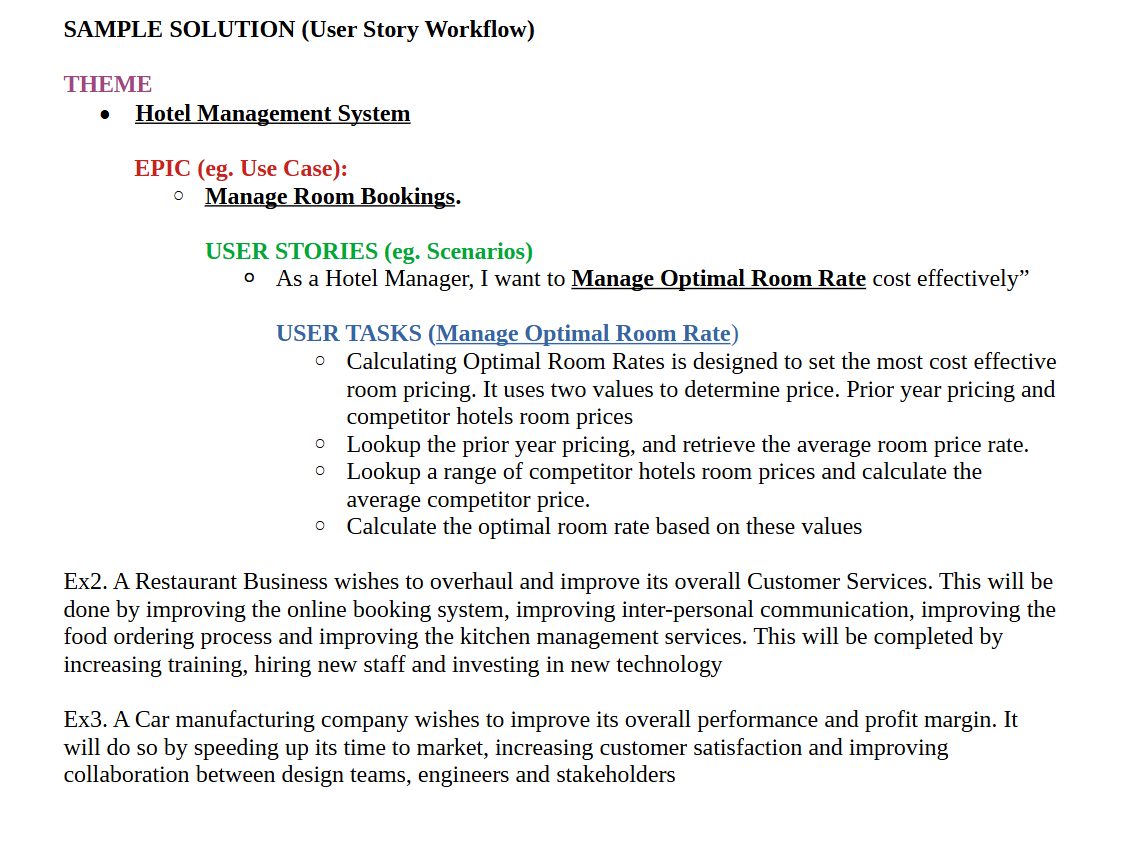 SAMPLE SOLUTION (User Story Workflow)
THEME
● Hotel Management System
EPIC (eg. Use Case):
○ Manage Room Bookings.
USER STORIES (eg. Scenarios)
○ As a Hotel Manager, I want to Manage Optimal Room Rate cost effectively”
USER TASKS (Manage Optimal Room Rate)
○ Calculating Optimal Room Rates is designed to set the most cost effective
room pricing. It uses two values to determine price. Prior year pricing and
competitor hotels room prices
○ Lookup the prior year pricing, and retrieve the average room price rate.
○ Lookup a range of competitor hotels room prices and calculate the
average competitor price.
○ Calculate the optimal room rate based on these values
Ex2. A Restaurant Business wishes to overhaul and improve its overall Customer Services. This will be
done by improving the online booking system, improving inter-personal communication, improving the
food ordering process and improving the kitchen management services. This will be completed by
increasing training, hiring new staff and investing in new technology
Ex3. A Car manufacturing company wishes to improve its overall performance and profit margin. It
will do so by speeding up its time to market, increasing customer satisfaction and improving
collaboration between design teams, engineers and stakeholders